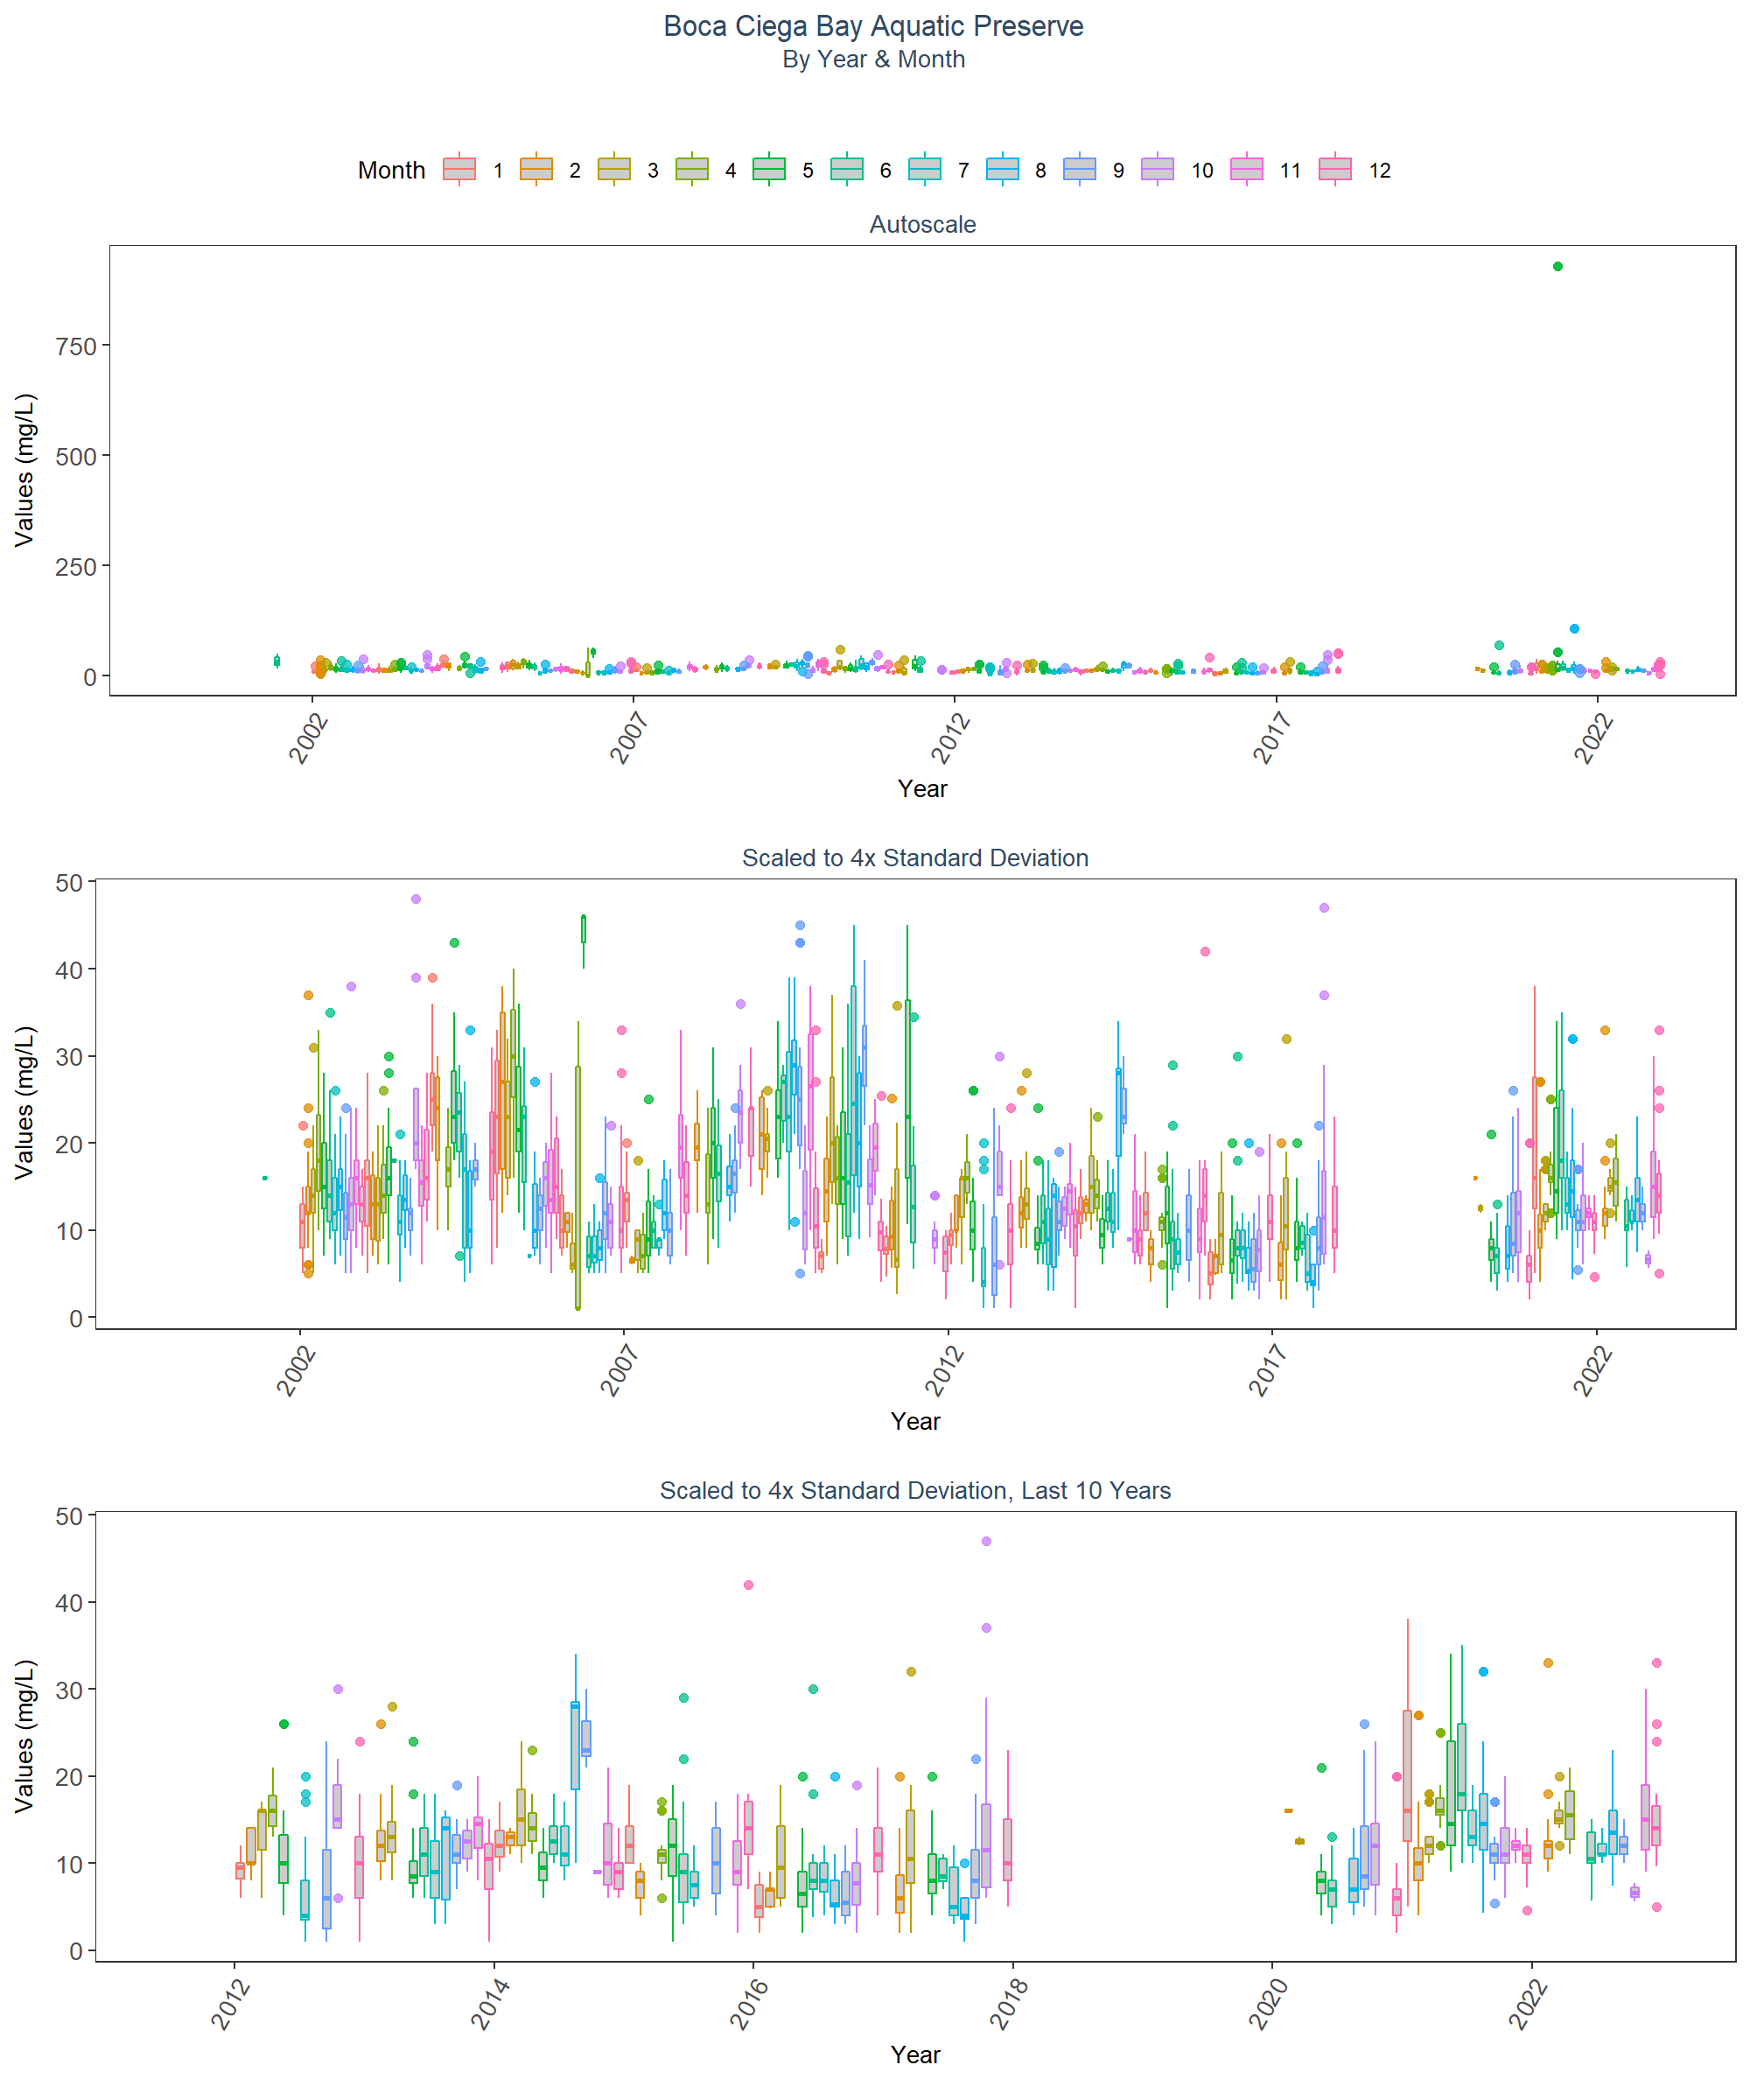 Boca Ciega Bay Aquatic Preserve
By Year & Month
Month 1 2 3 4 5 6 7 8 9 10 11 12
Autoscale
Values (mg/L)
750
500
250
0
2002 2007 2012 2017 2022
Year
Scaled to 4x Standard Deviation
Values (mg/L)
50
40
30
20
10
0
2002 2007 2012 2017 2022
Year
Scaled to 4x Standard Deviation, Last 10 Years
Values (mg/L)
50
40
30
20
10
0
2012 2014 2016 2018 2020 2022
Year